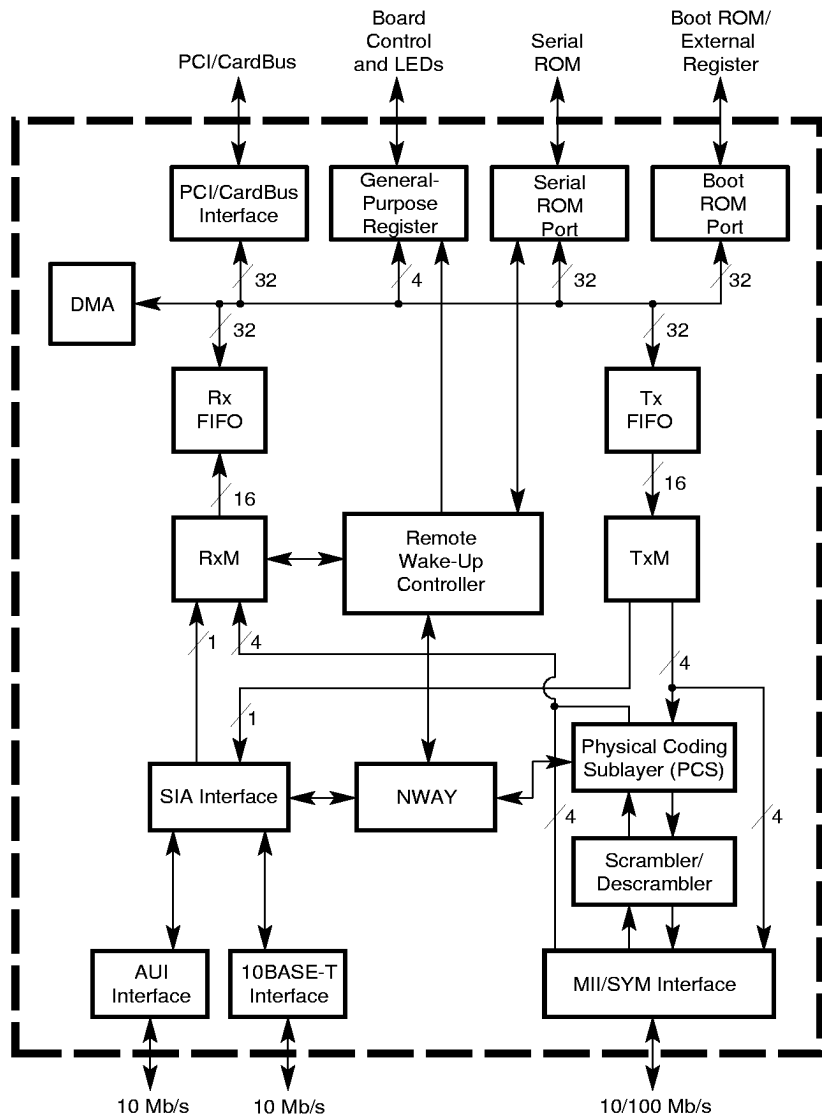 PCI/CardBus
Board
Control
and LEDs
Serial
ROM
Boot ROM/
External
Register
PCI/CardBus
Interface
General-
Purpose
Register
Serial
ROM
Port
Boot
ROM
Port
32
4
32
32
DMA
32
32
Rx
FIFO
Tx
FIFO
16
16
RxM
Remote
Wake-Up
Controller
TxM
1
4
4
1
Physical Coding
Sublayer (PCS)
SIA Interface
NWAY
4
4
Scrambler/
Descrambler
AUI
Interface
10BASE-T
Interface
MII/SYM Interface
10 Mb/s
10 Mb/s
10/100 Mb/s